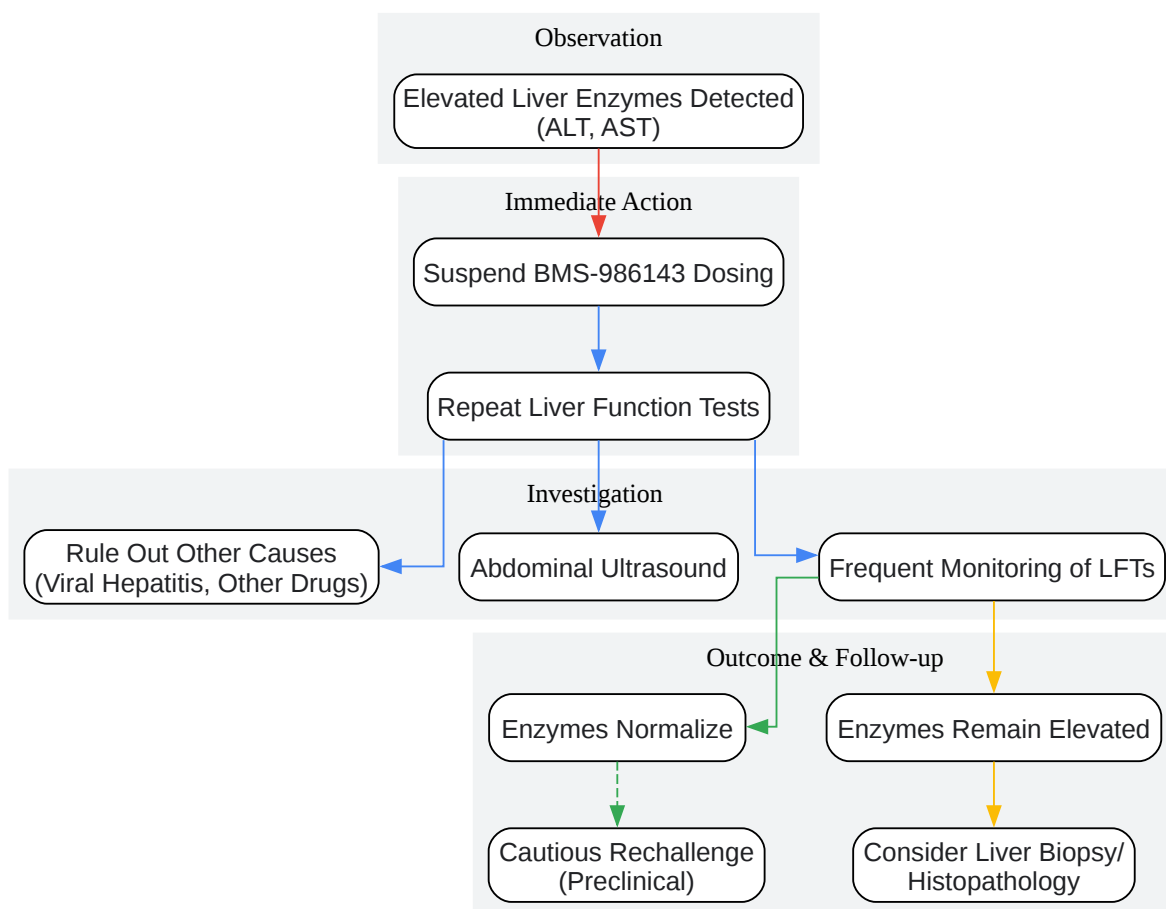 Observation
Elevated Liver Enzymes Detected
(ALT, AST)
Immediate Action
Suspend BMS-986143 Dosing
Repeat Liver Function Tests
Investigation
Rule Out Other Causes
(Viral Hepatitis, Other Drugs)
Abdominal Ultrasound
Frequent Monitoring of LFTs
Outcome & Follow-up
Enzymes Normalize
Enzymes Remain Elevated
Cautious Rechallenge
(Preclinical)
Consider Liver Biopsy/
Histopathology